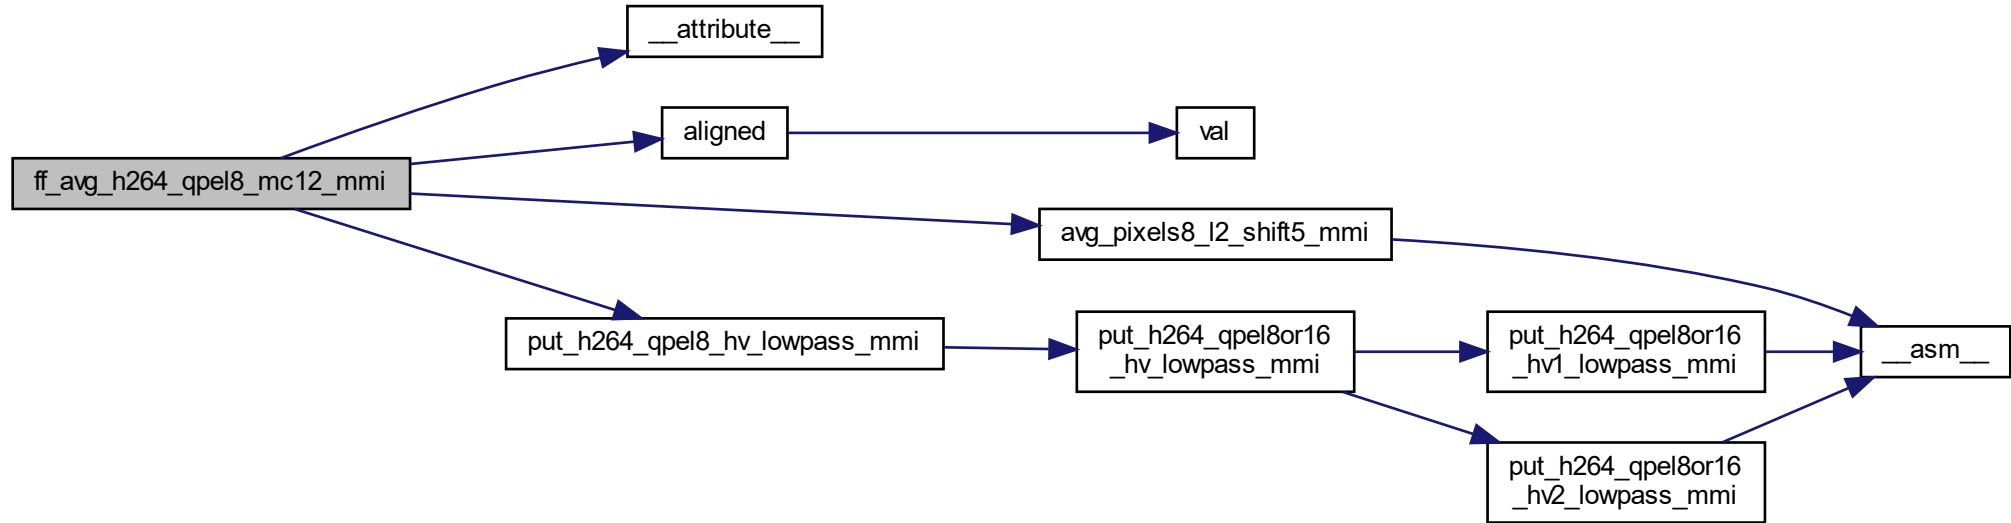 __attribute__
aligned
val
ff_avg_h264_qpel8_mc12_mmi
avg_pixels8_l2_shift5_mmi
put_h264_qpel8_hv_lowpass_mmi
put_h264_qpel8or16
_hv_lowpass_mmi
put_h264_qpel8or16
_hv1_lowpass_mmi
__asm__
put_h264_qpel8or16
_hv2_lowpass_mmi